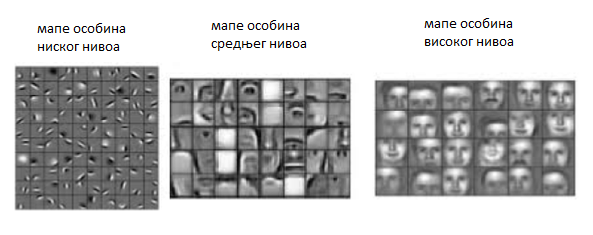 мапе особина
ниског нивоа
мапе особина
средњег нивоа
мапе особина
високог нивоа